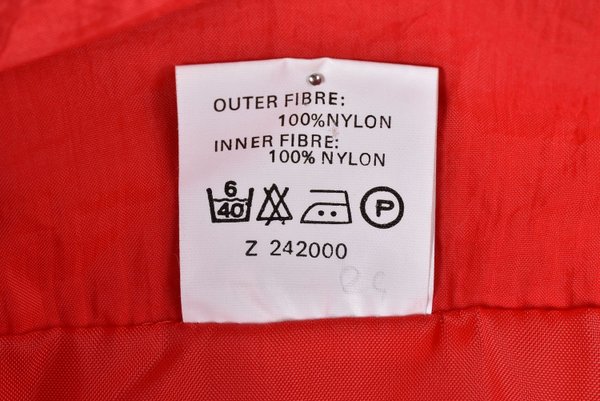 OUTER FIBRE:
100%NYLON
INNER FIBRE:
100% NYLON
6
40
P
Z 242000